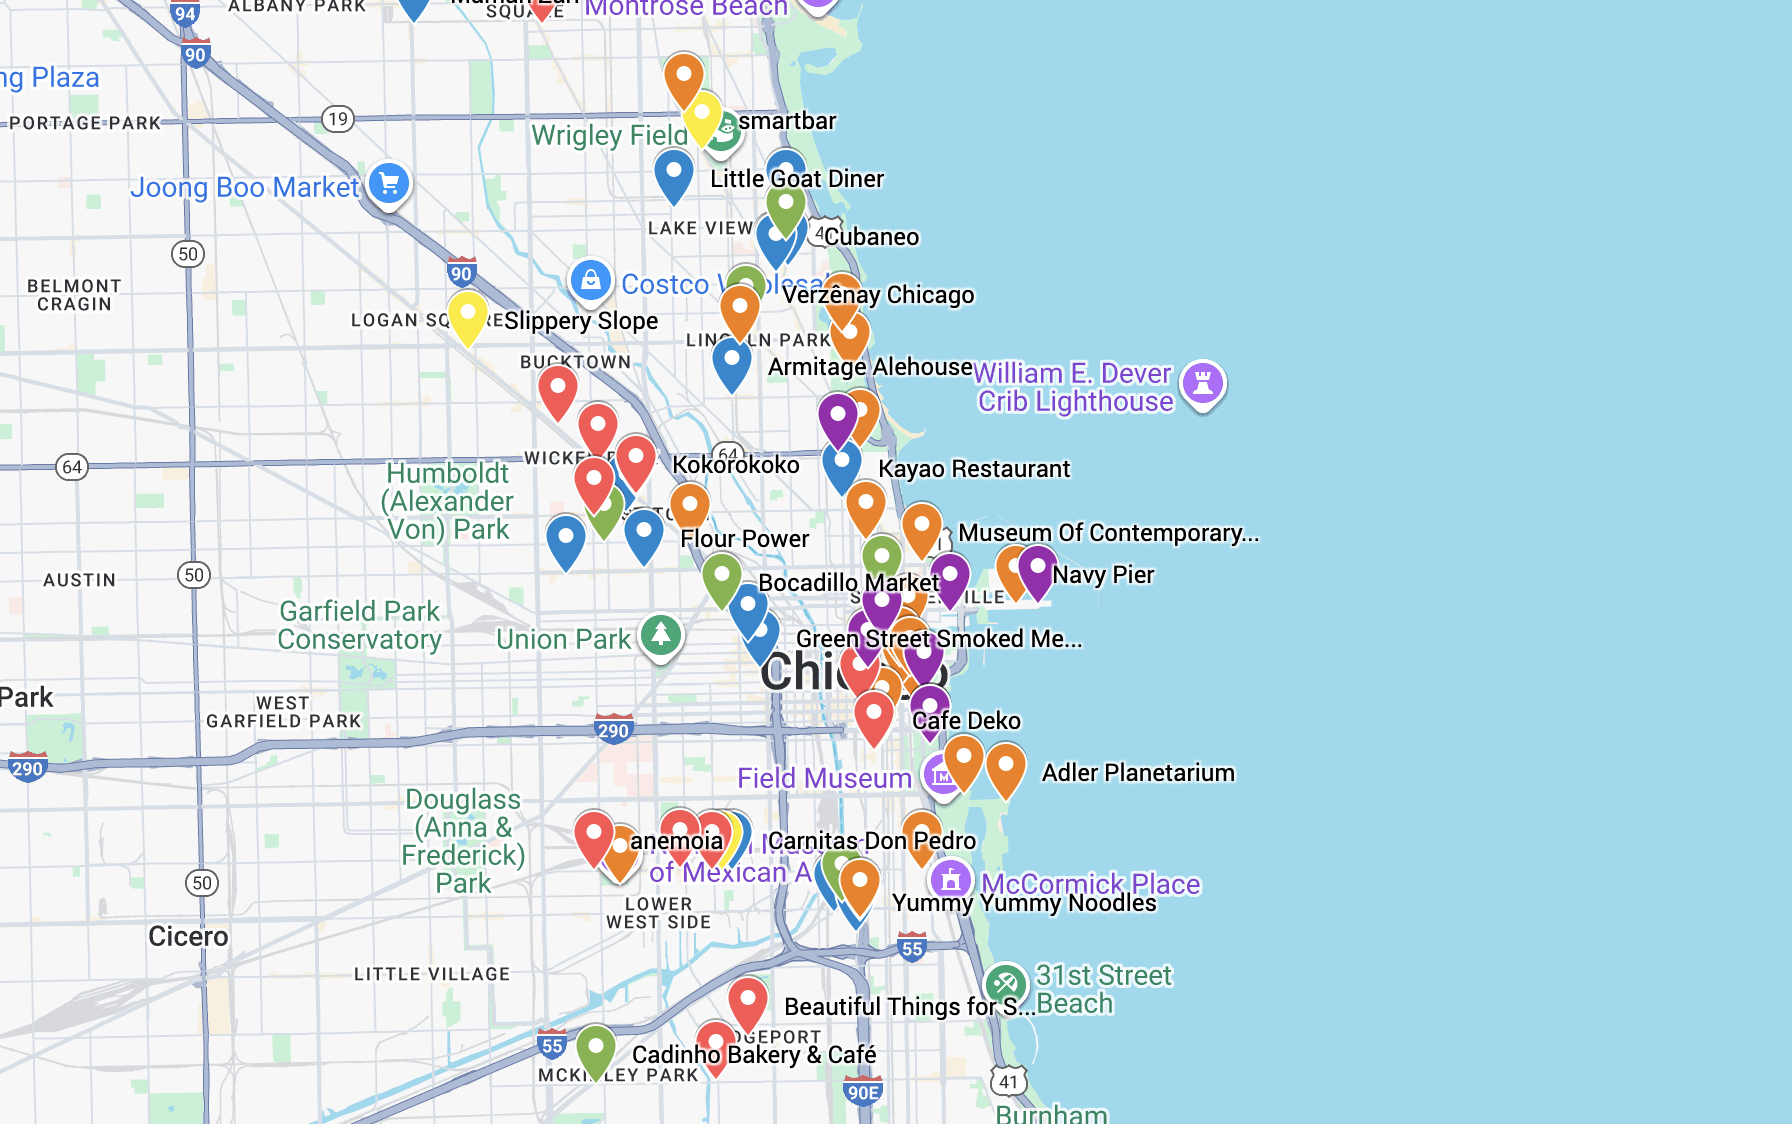 ALBANY PARK
SQUARE
Montrose Beach
94
90
ng Plaza
PORTAGE PARK
19
Wrigley Field
smartbar
Joong Boo Market
Little Goat Diner
LAKE VIEW
50
Cubaneo
90
BELMONT
CRAGIN
Costco
Verzênay Chicago
LOGAN SQUARE
Slippery Slope
LINCOLN PARK
BUCKTOWN
Armitage Alehouse
William E. Dever
Crib Lighthouse
64
64
Kokorokoko
Kayao Restaurant
Humboldt
(Alexander
Von) Park
Flour Power
Museum Of Contemporary...
AUSTIN
50
Bocadillo Market
Navy Pier
Garfield Park
Conservatory
Union Park
Green Street Smoked Me...
Park
WEST
GARFIELD PARK
290
290
Cafe Deko
Field Museum
Adler Planetarium
Douglass
(Anna &
Frederick)
Park
anemoia
Carnitas Don Pedro
of Mexican A
50
McCormick Place
Yummy Yummy Noodles
LOWER
WEST SIDE
Cicero
55
LITTLE VILLAGE
31st Street
Beach
Beautiful Things for S...
55
Cadinho Bakery & Café
MCKINLEY PARK
41
90E
Burnham